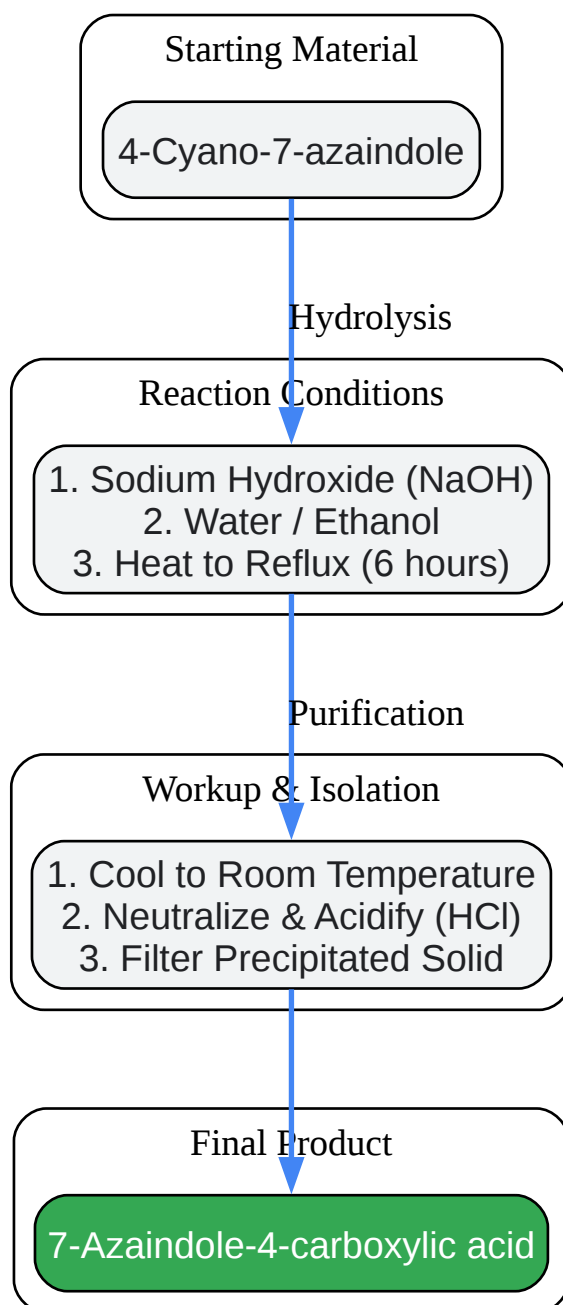 Starting Material
4-Cyano-7-azaindole
Hydrolysis
Reaction Conditions
1. Sodium Hydroxide (NaOH)
2. Water / Ethanol
3. Heat to Reflux (6 hours)
Purification
Workup & Isolation
1. Cool to Room Temperature
2. Neutralize & Acidify (HCl)
3. Filter Precipitated Solid
Final Product
7-Azaindole-4-carboxylic acid